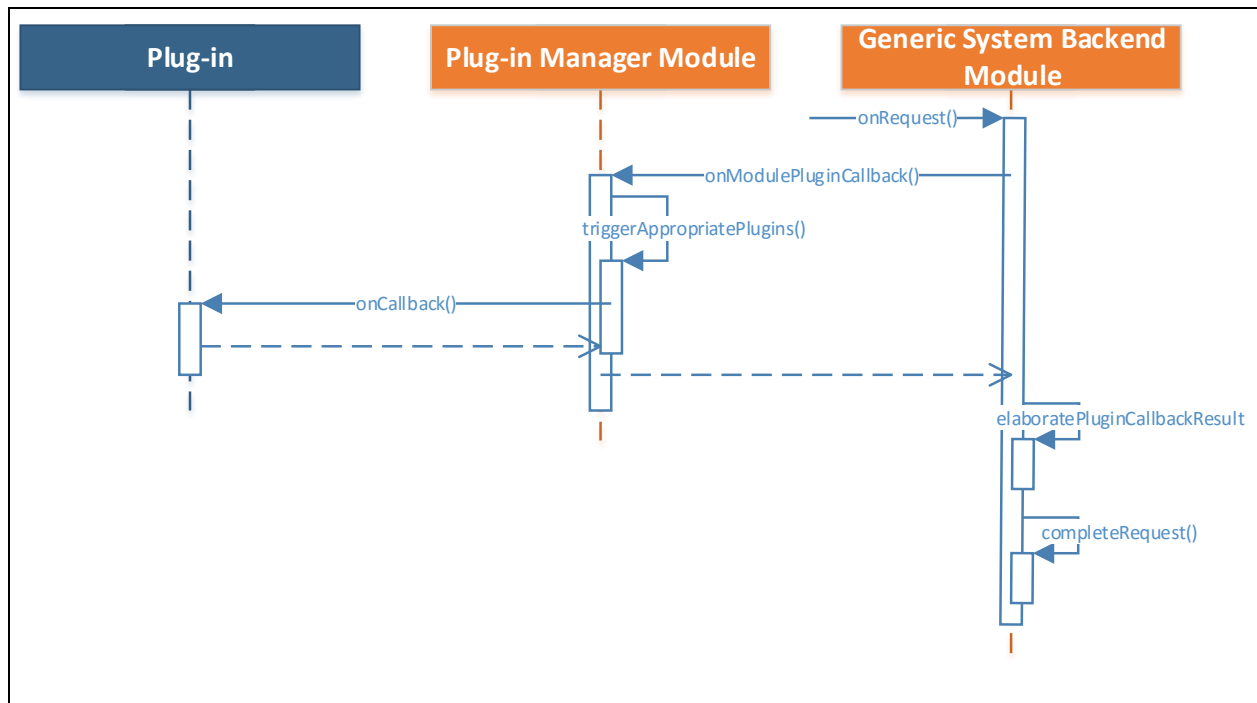 Plug-in
Plug-in Manager Module
Generic System Backend
Module
onRequest()
onModulePluginCallback()
triggerAppropriatePlugins()
onCallback()
elaboratePluginCallbackResult
completeRequest()